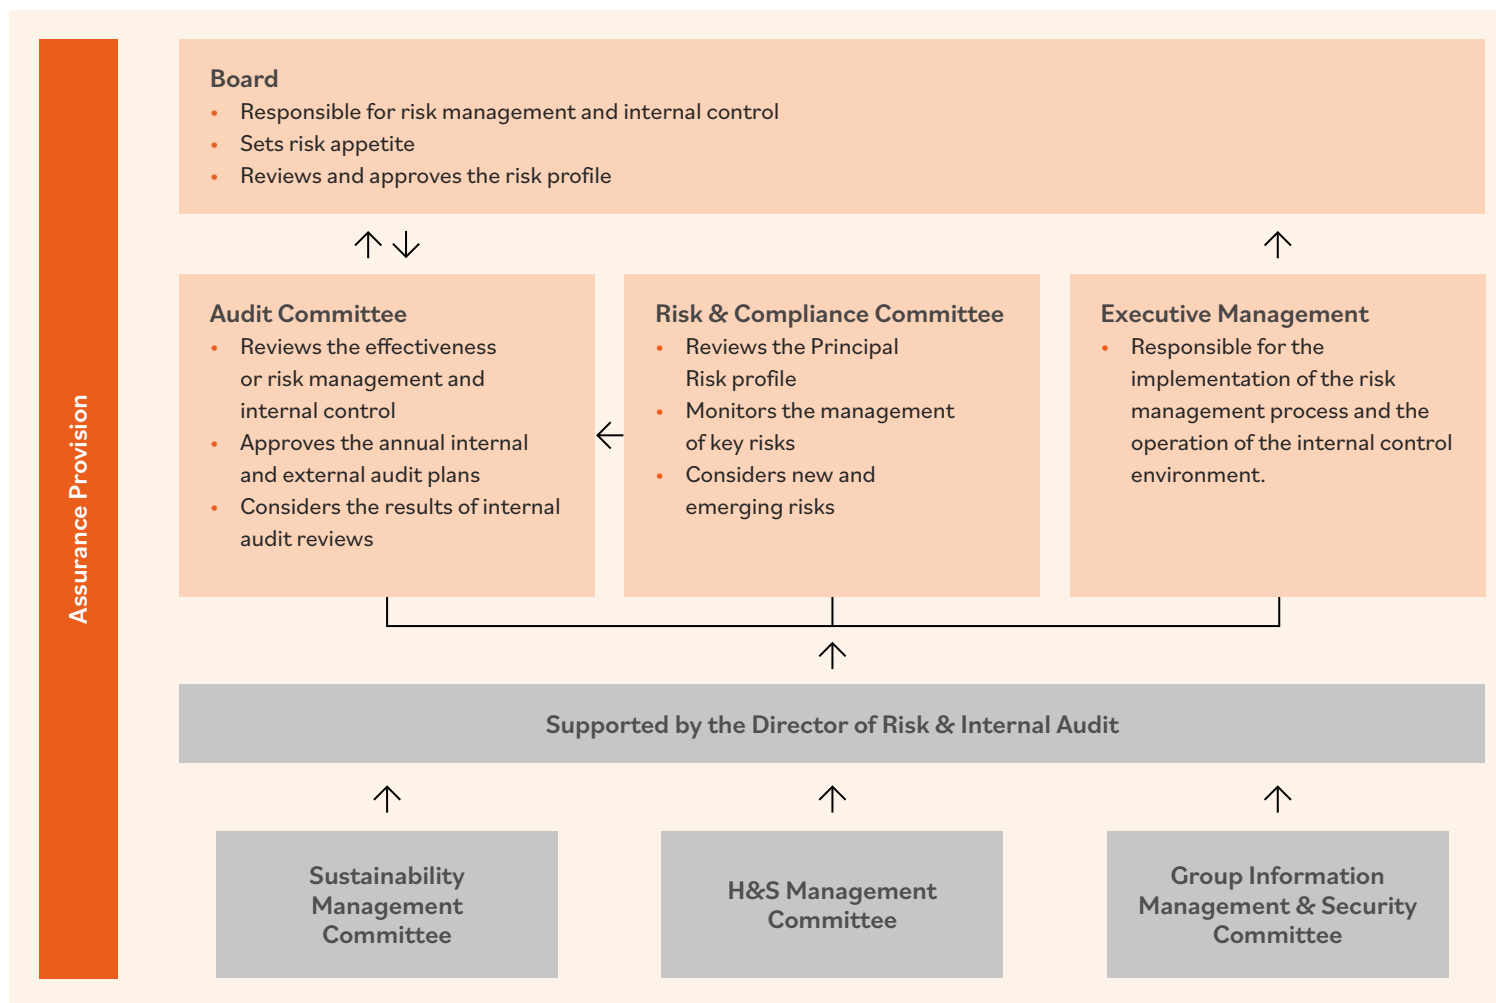 Assurance Provision
Board
• Responsible for risk management and internal control
• Sets risk appetite
• Reviews and approves the risk profile
Audit Committee
• Reviews the effectiveness
or risk management and
internal control
• Approves the annual internal
and external audit plans
• Considers the results of internal
audit reviews
Risk & Compliance Committee
• Reviews the Principal
Risk profile
• Monitors the management
of key risks
• Considers new and
emerging risks
Executive Management
• Responsible for the
implementation of the risk
management process and the
operation of the internal control
environment.
Supported by the Director of Risk & Internal Audit
Sustainability
Management
Committee
H&S Management
Committee
Group Information
Management & Security
Committee